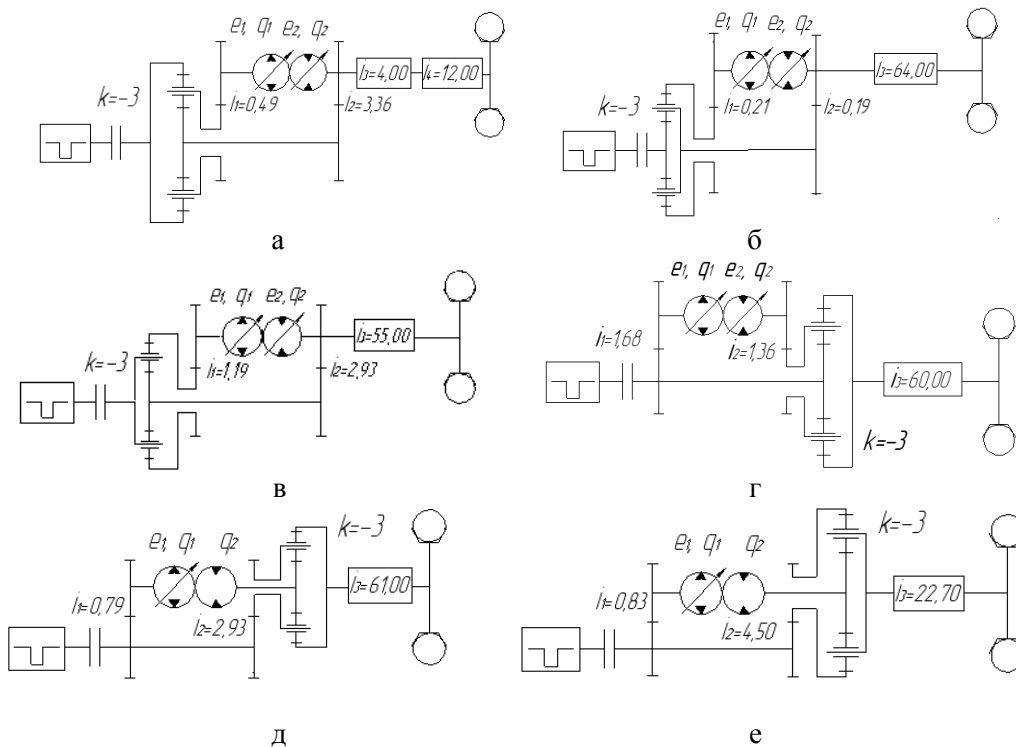 e₁, q₁ e₂, q₂
k=-3
i₁=0,49
i₂=3,36
i₃=4,00
i₄=12,00
а
e₁, q₁ e₂, q₂
k=-3
i₁=0,21
i₂=0,19
i₃=64,00
б
e₁, q₁ e₂, q₂
k=-3
i₁=1,19
i₂=2,93
i₃=55,00
в
e₁, q₁ e₂, q₂
i₁=1,68
i₂=1,36
i₃=60,00
k=-3
г
e₁, q₁ q₂
k=-3
i₁=0,79
i₂=2,93
i₃=61,00
д
e₁, q₁ q₂
k=-3
i₁=0,83
i₂=4,50
i₃=22,70
е